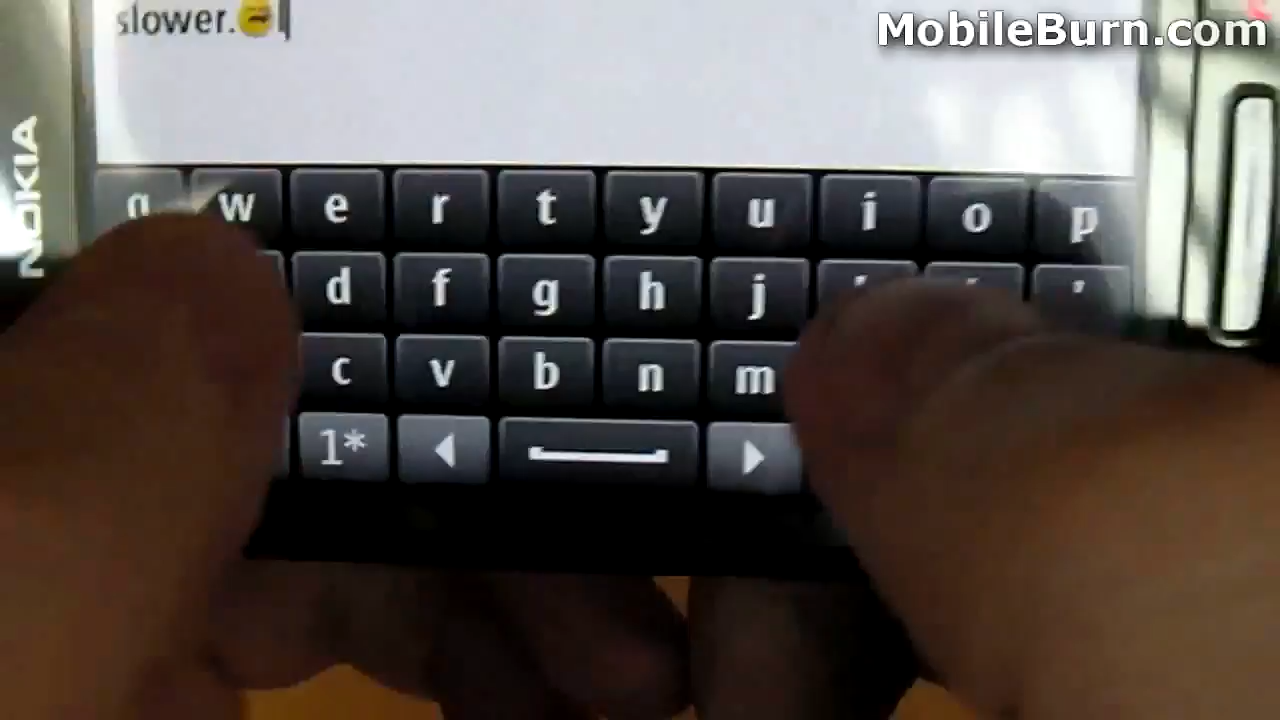 slower.
MobileBurn.com
NOKIA
q w e r t y u i o p
d f g h j
c v b n m
1*